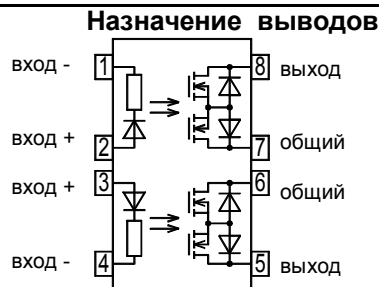 Назначение выводов
вход - 1 8 выход
вход + 2 7 общий
вход + 3 6 общий
вход - 4 5 выход